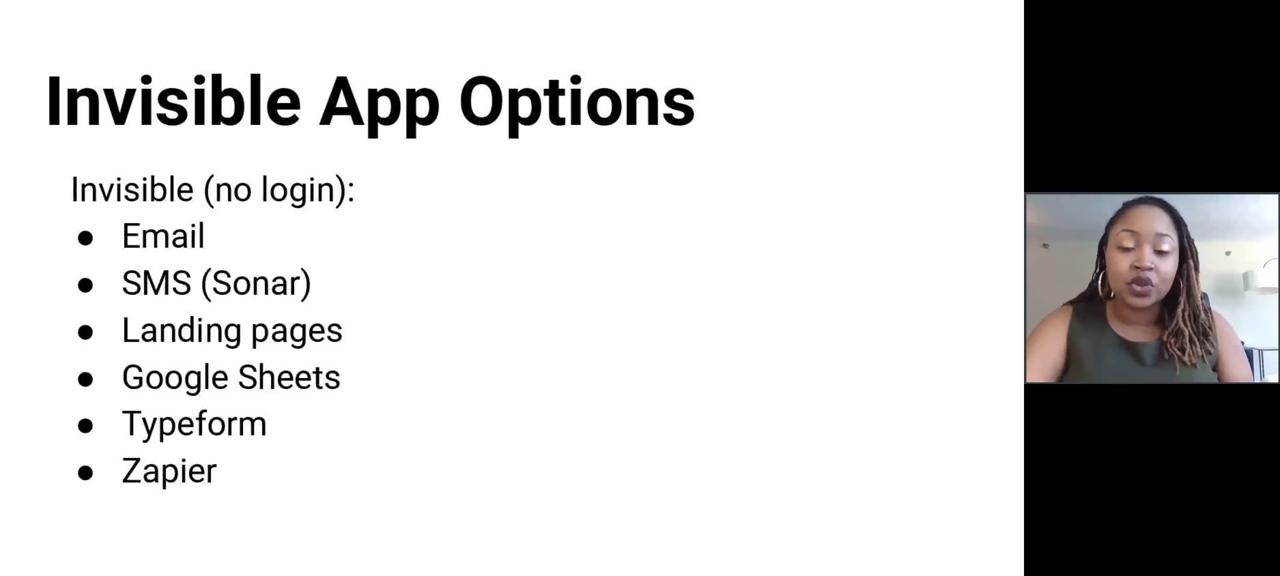 Invisible App Options
Invisible (no login):
● Email
● SMS (Sonar)
● Landing pages
● Google Sheets
● Typeform
● Zapier